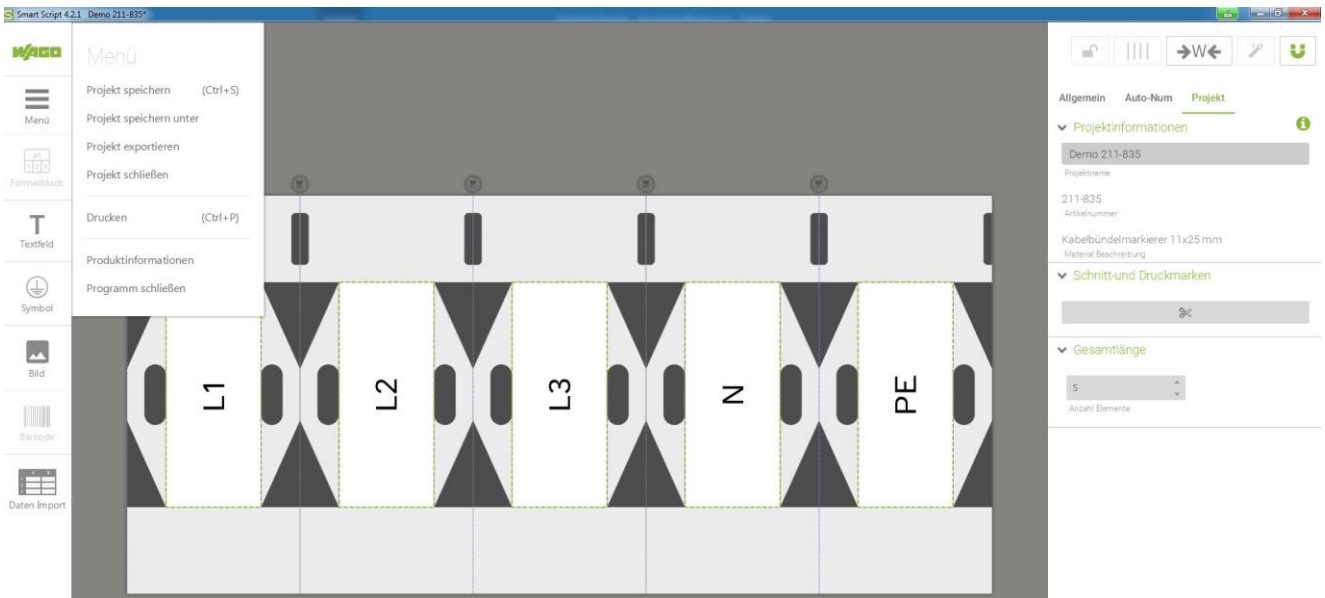 Smart Script 4.2.1 Demo 211-835*
WAGO
Menü
Formatblock
Textfeld
Symbol
Bild
Barcode
Daten Import
Menü
Projekt speichern (Ctrl+S)
Projekt speichern unter
Projekt exportieren
Projekt schließen
Drucken (Ctrl+P)
Produktinformationen
Programm schließen
L1
L2
L3
N
PE
W
Allgemein Auto-Num Projekt
Projektinformationen
Demo 211-835
Projektname
211-835
Artikelnummer
Kabelbündelmarkierer 11x25 mm
Material Beschreibung
Schnitt-und Druckmarken
Gesamtlänge
5
Anzahl Elemente